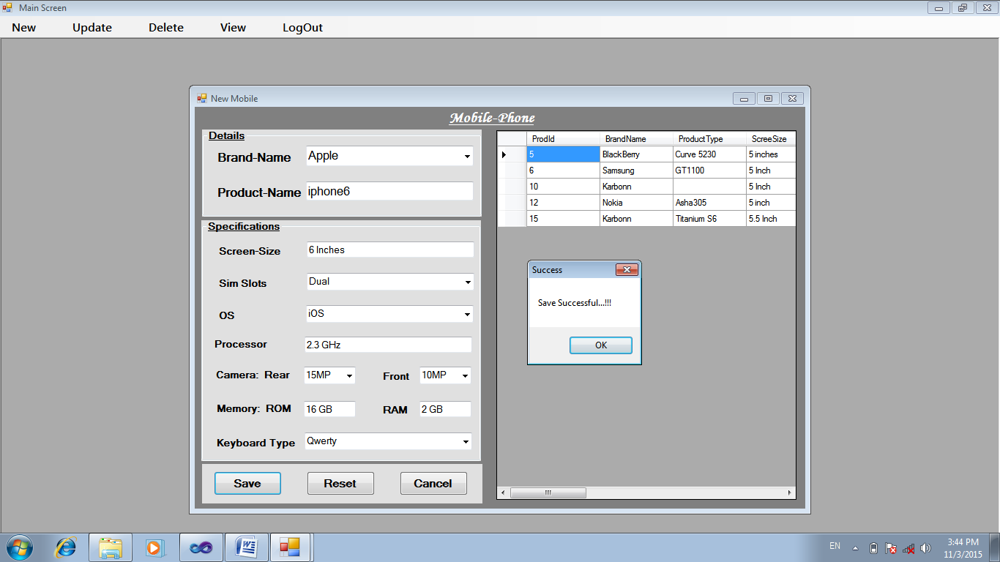 Main Screen
New Update Delete View LogOut
New Mobile
Mobile-Phone
Details
Brand-Name Apple
Product-Name iphone6
Specifications
Screen-Size 6 Inches
Sim Slots Dual
OS iOS
Processor 2.3 GHz
Camera: Rear 15MP Front 10MP
Memory: ROM 16 GB RAM 2 GB
Keyboard Type Qwerty
Save Reset Cancel
ProdId BrandName ProductType ScreeSize
5 BlackBerry Curve 5230 5 inches
6 Samsung GT1100 5 Inch
10 Karbonn 5 Inch
12 Nokia Asha305 5 inch
15 Karbonn Titanium S6 5.5 Inch
Success
Save Successful...!!!
OK
EN
3:44 PM
11/3/2015